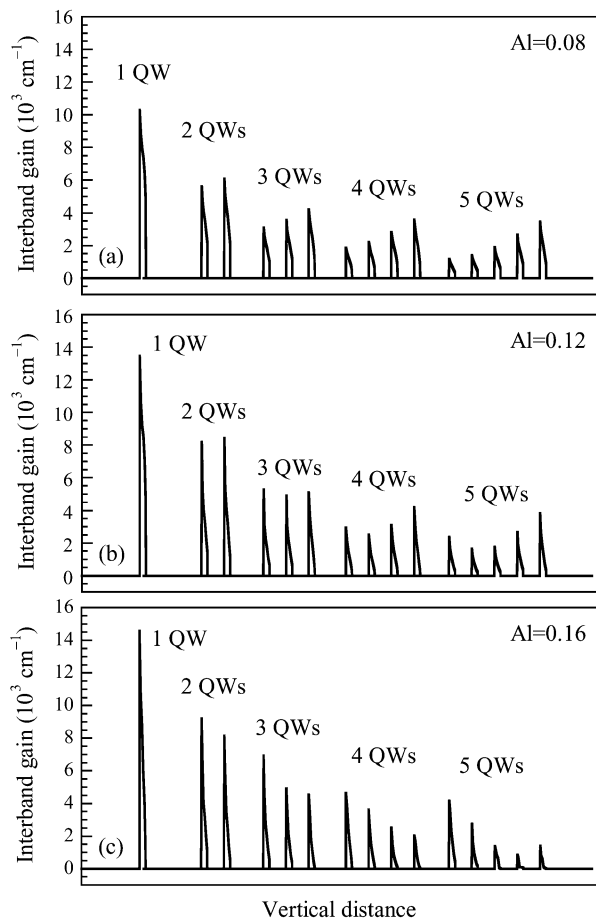 16
14
12
10
8
6
4
2
0
Interband gain (10³ cm⁻¹)
Al=0.08
1 QW
2 QWs
3 QWs
4 QWs
5 QWs
(a)
16
14
12
10
8
6
4
2
0
Interband gain (10³ cm⁻¹)
Al=0.12
1 QW
2 QWs
3 QWs
4 QWs
5 QWs
(b)
16
14
12
10
8
6
4
2
0
Interband gain (10³ cm⁻¹)
Al=0.16
1 QW
2 QWs
3 QWs
4 QWs
5 QWs
(c)
Vertical distance